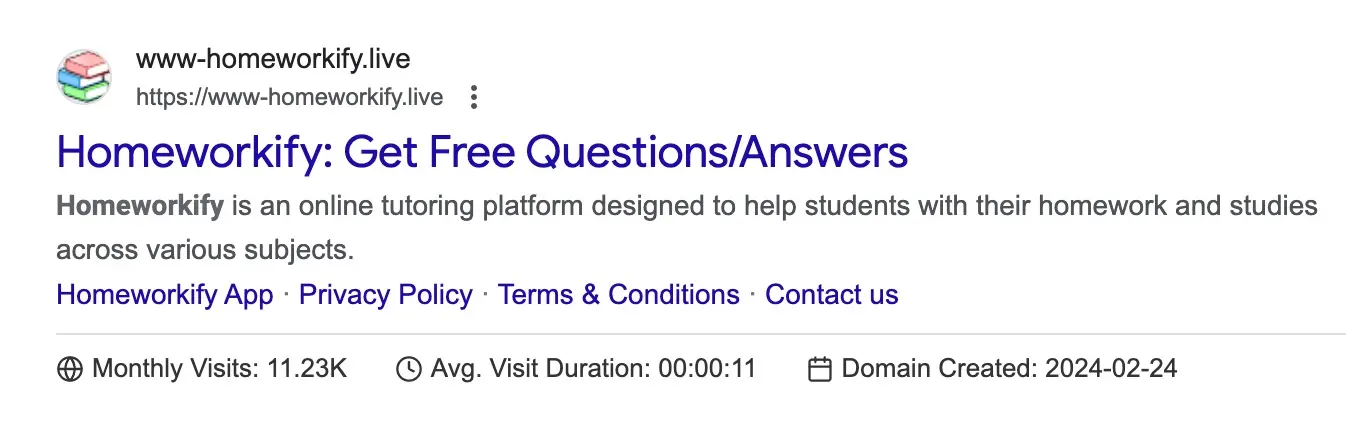 www-homeworkify.live
https://www-homeworkify.live
Homeworkify: Get Free Questions/Answers
Homeworkify is an online tutoring platform designed to help students with their homework and studies
across various subjects.
Homeworkify App · Privacy Policy · Terms & Conditions · Contact us
Monthly Visits: 11.23K Avg. Visit Duration: 00:00:11 Domain Created: 2024-02-24